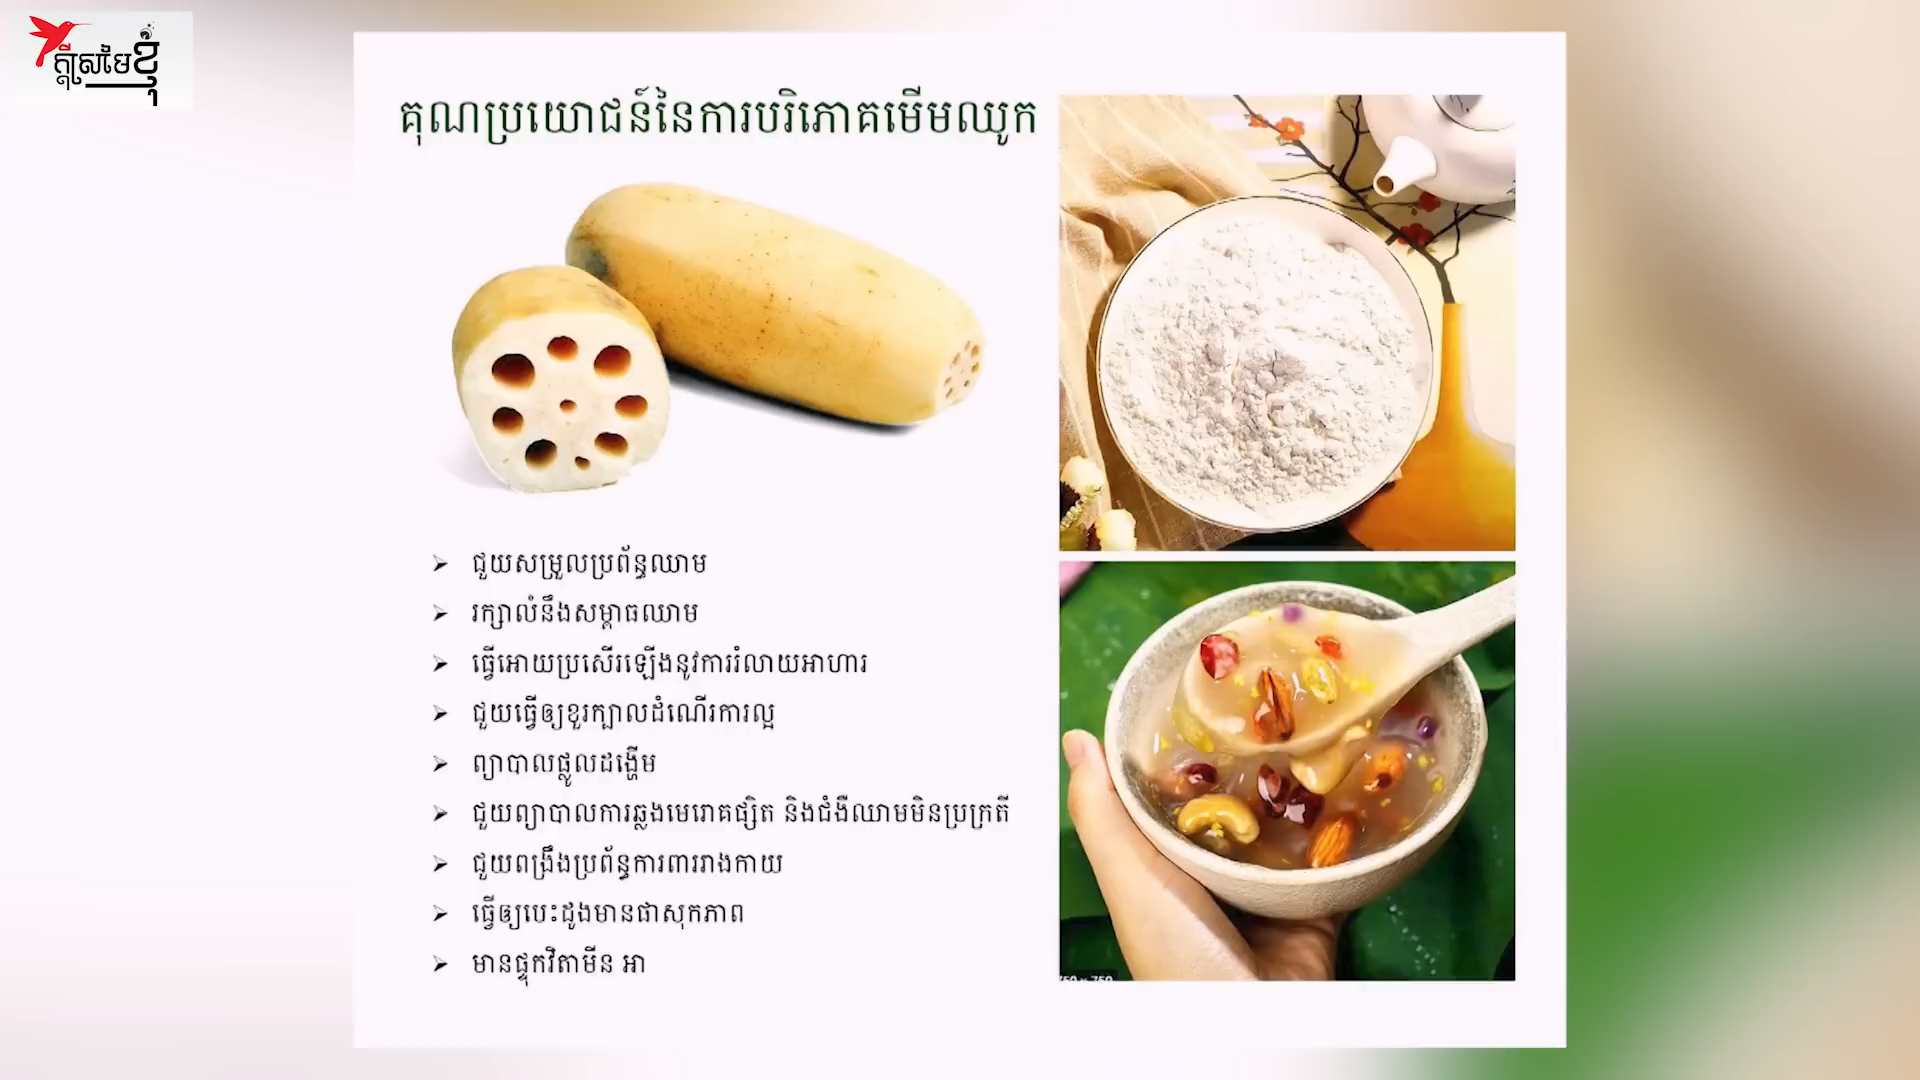 ក្តីស្រមៃខ្ញុំ
គុណប្រយោជន៍នៃការបរិភោគមើមឈូក
ជួយសម្រួលប្រព័ន្ធឈាម
រក្សាលំនឹងសម្ពាធឈាម
ធ្វើអោយប្រសើរឡើងនូវការរំលាយអាហារ
ជួយធ្វើឲ្យខួរក្បាលដំណើរការល្អ
ព្យាបាលផ្លូលដង្ហើម
ជួយព្យាបាលការឆ្លងមេរោគផ្សិត និងជំងឺឈាមមិនប្រក្រតី
ជួយពង្រឹងប្រព័ន្ធការពាររាងកាយ
ធ្វើឲ្យបេះដូងមានផាសុកភាព
មានផ្ទុកវិតាមីន អា